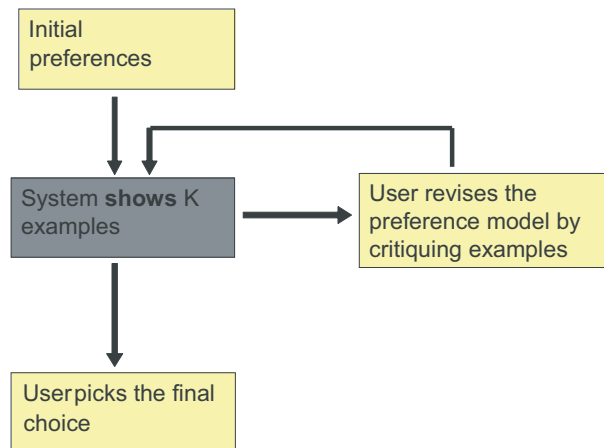 Initial
preferences
System shows K
examples
User revises the
preference model by
critiquing examples
Userpicks the final
choice